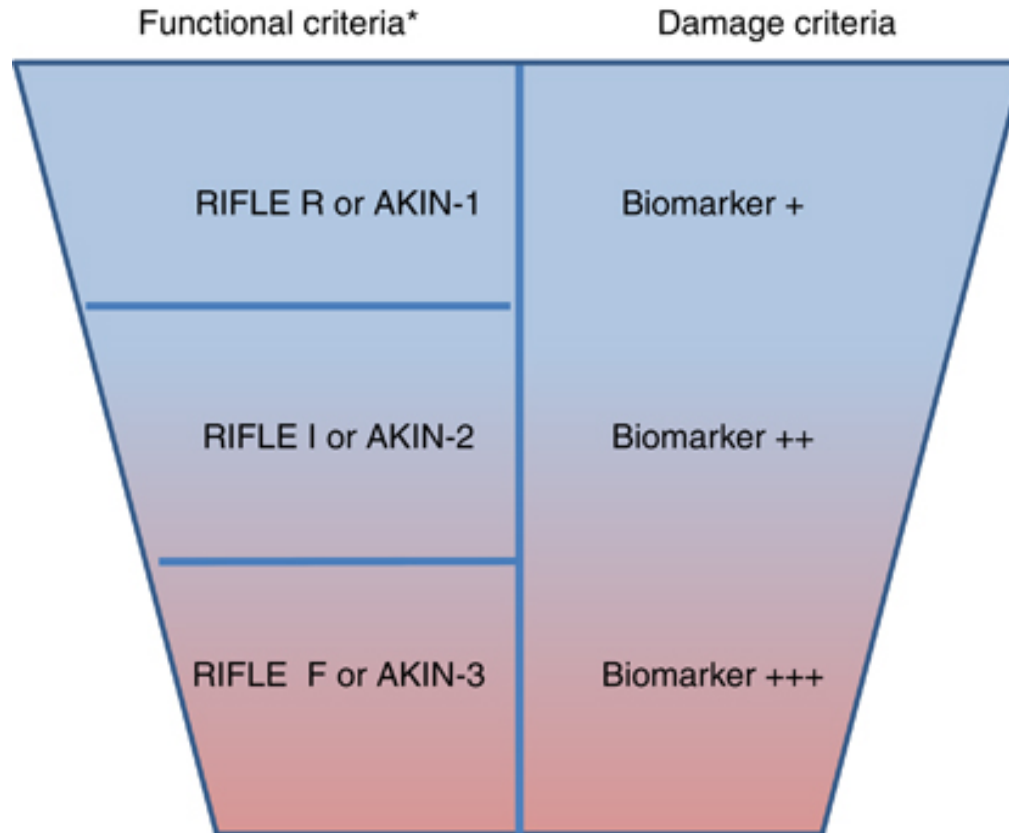 Functional criteria*
Damage criteria
RIFLE R or AKIN-1
Biomarker +
RIFLE I or AKIN-2
Biomarker ++
RIFLE F or AKIN-3
Biomarker +++